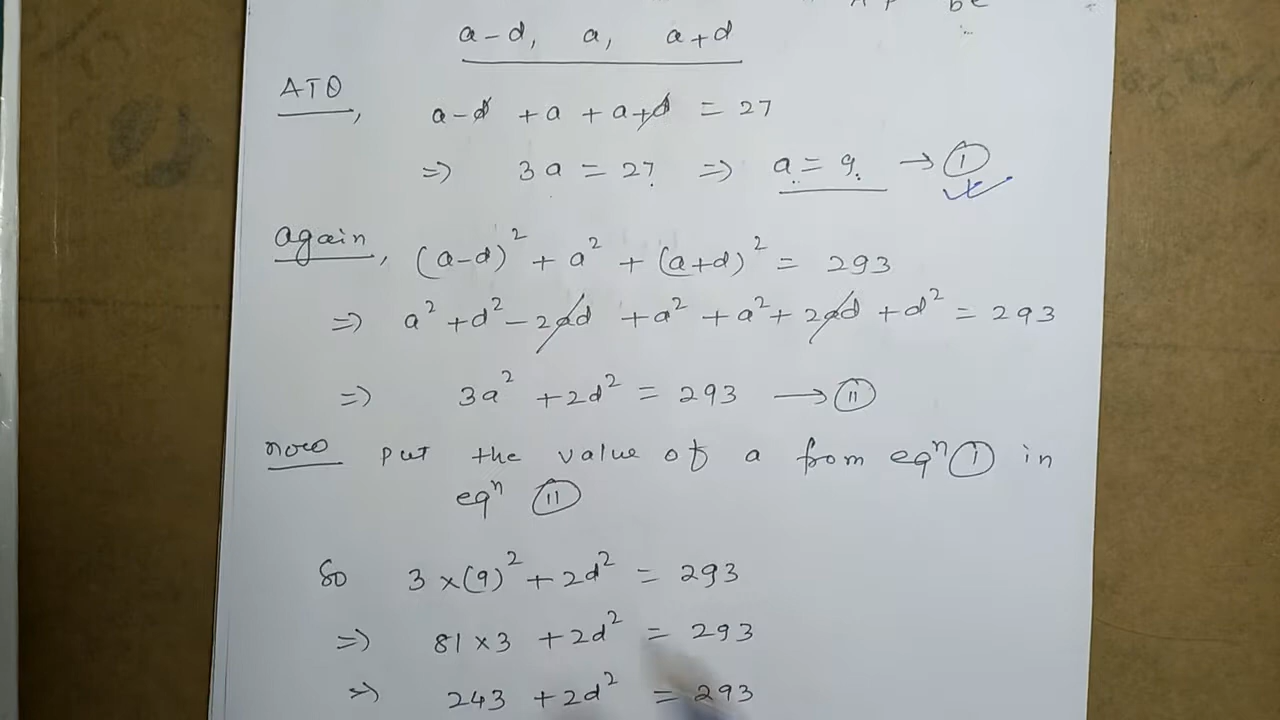 AP be
a-d, a, a+d
ATQ,
a-d + a + a+d = 27
=> 3a = 27 => a = 9. → (I)
again, (a-d)² + a² + (a+d)² = 293
=> a² + d² - 2ad + a² + a² + 2ad + d² = 293
=> 3a² + 2d² = 293 → (II)
now put the value of a from eqⁿ (I) in
eqⁿ (II)
So 3 × (9)² + 2d² = 293
=> 81 × 3 + 2d² = 293
=> 243 + 2d² = 293